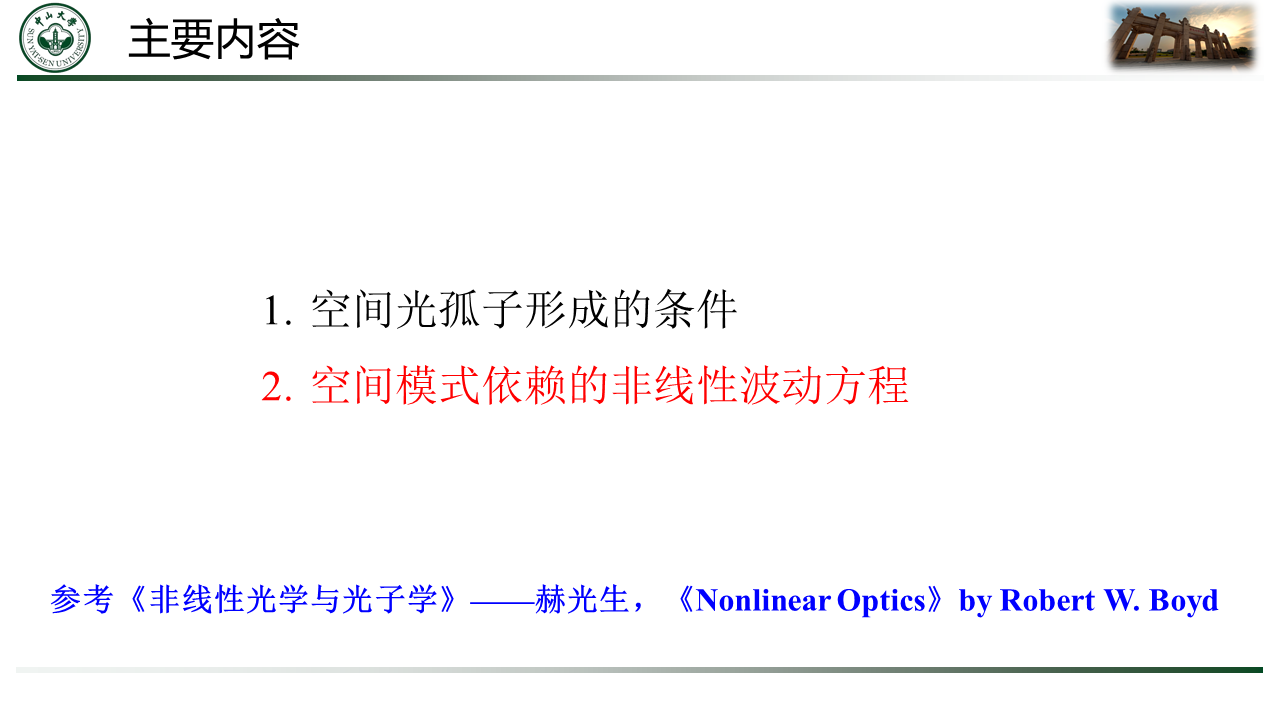 中山大学
SUN YAT-SEN UNIVERSITY
主要内容
1. 空间光孤子形成的条件
2. 空间模式依赖的非线性波动方程
参考《非线性光学与光子学》——赫光生，《Nonlinear Optics》by Robert W. Boyd